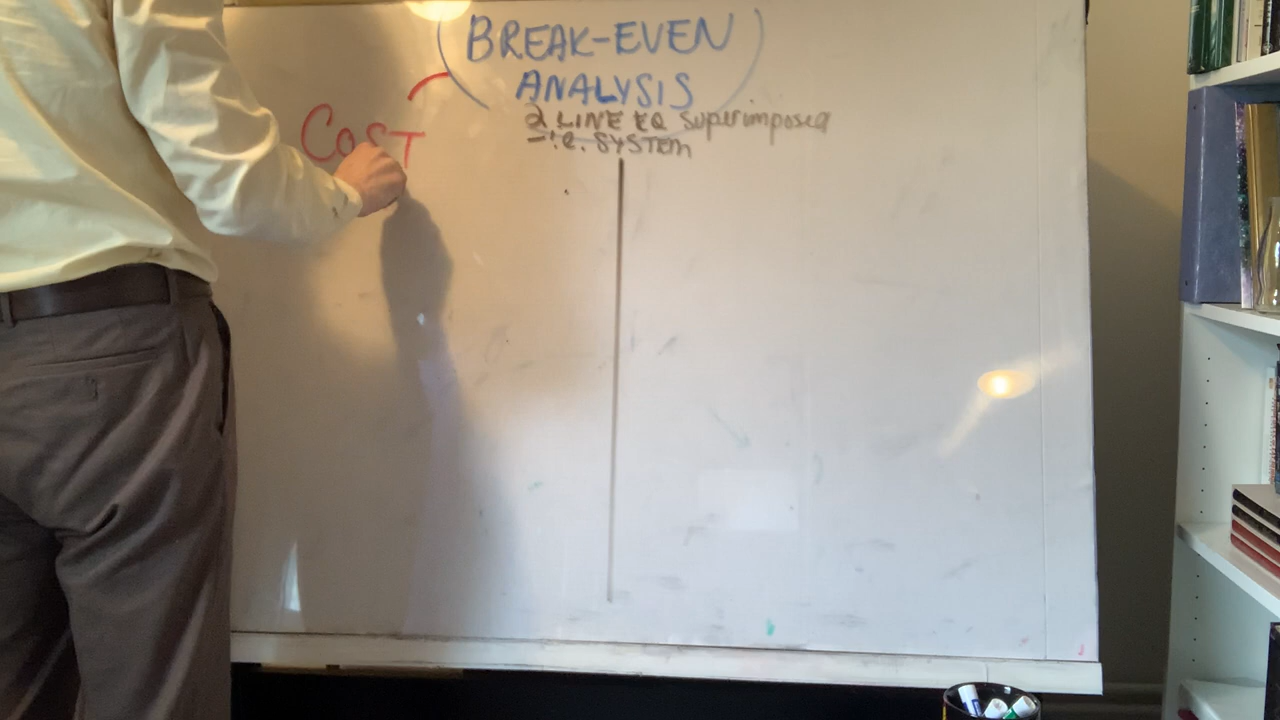 BREAK-EVEN
ANALYSIS
2 LINE EQ superimposed
- i.e. SYSTEM
COST